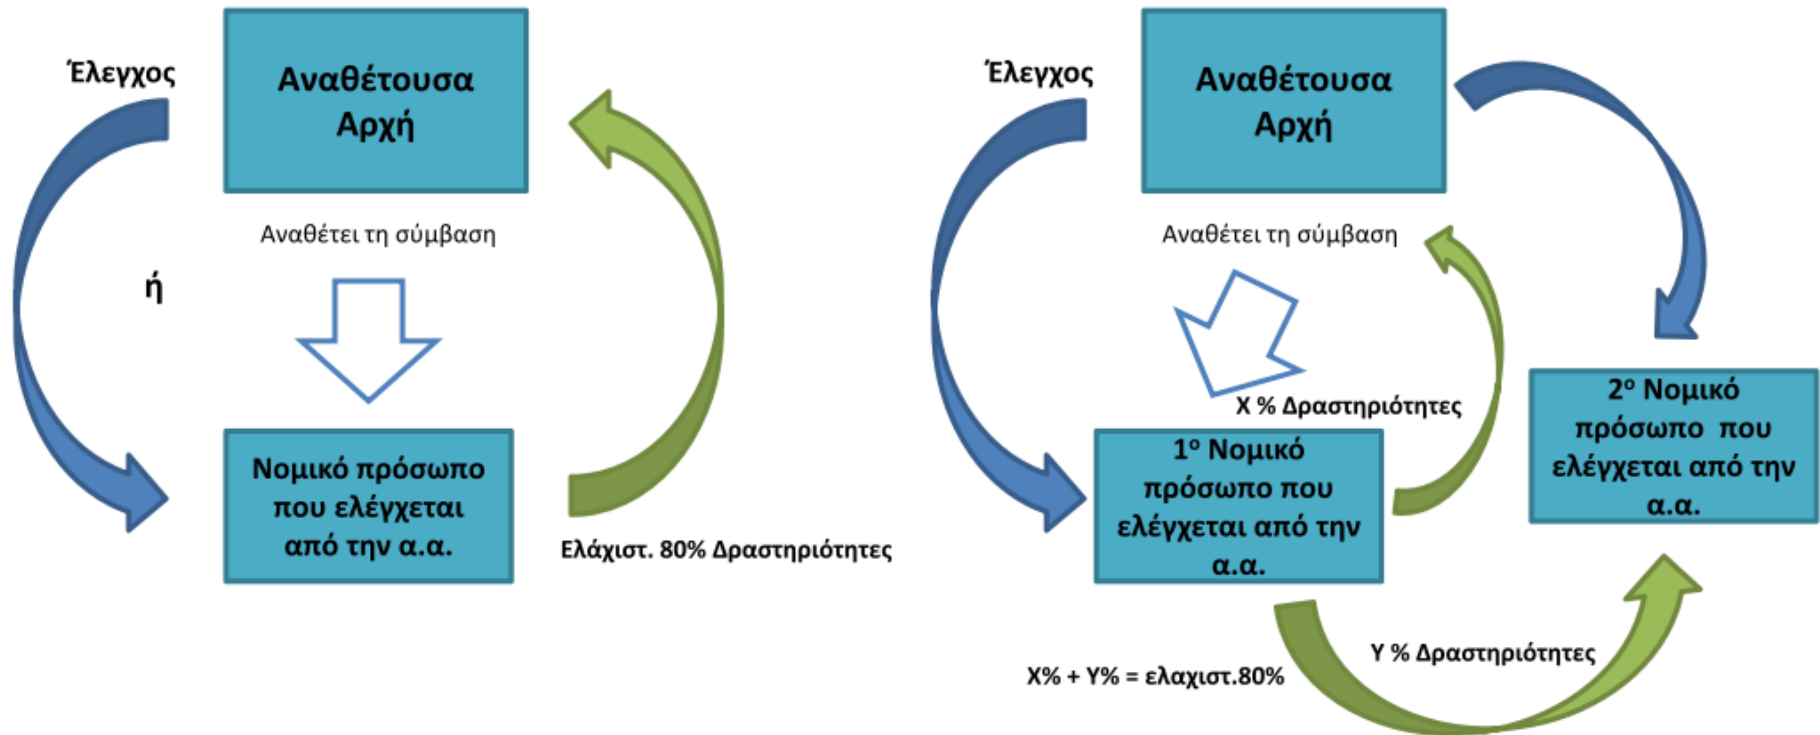 Έλεγχος
Αναθέτουσα
Αρχή
Αναθέτει τη σύμβαση
ή
Νομικό πρόσωπο
που ελέγχεται
από την α.α.
Ελάχιστ. 80% Δραστηριότητες
Έλεγχος
Αναθέτουσα
Αρχή
Αναθέτει τη σύμβαση
X % Δραστηριότητες
1ο Νομικό
πρόσωπο που
ελέγχεται από την
α.α.
2ο Νομικό
πρόσωπο που
ελέγχεται από την
α.α.
Y % Δραστηριότητες
X% + Y% = ελαχιστ.80%